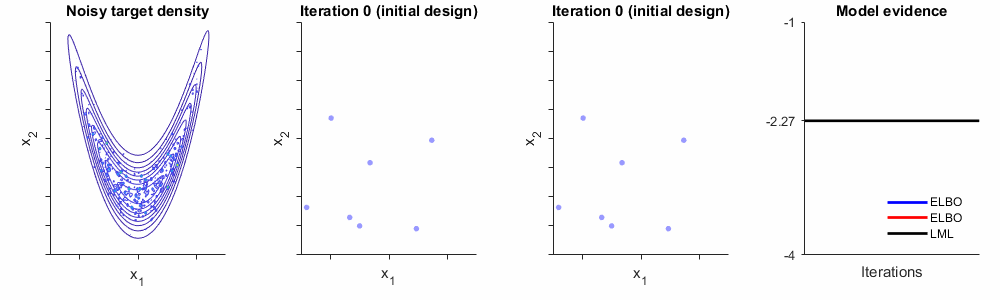 Noisy target density
x2
x1
Iteration 0 (initial design)
x2
x1
Iteration 0 (initial design)
x2
x1
Model evidence
-1
-2.27
-4
ELBO
ELBO
LML
Iterations